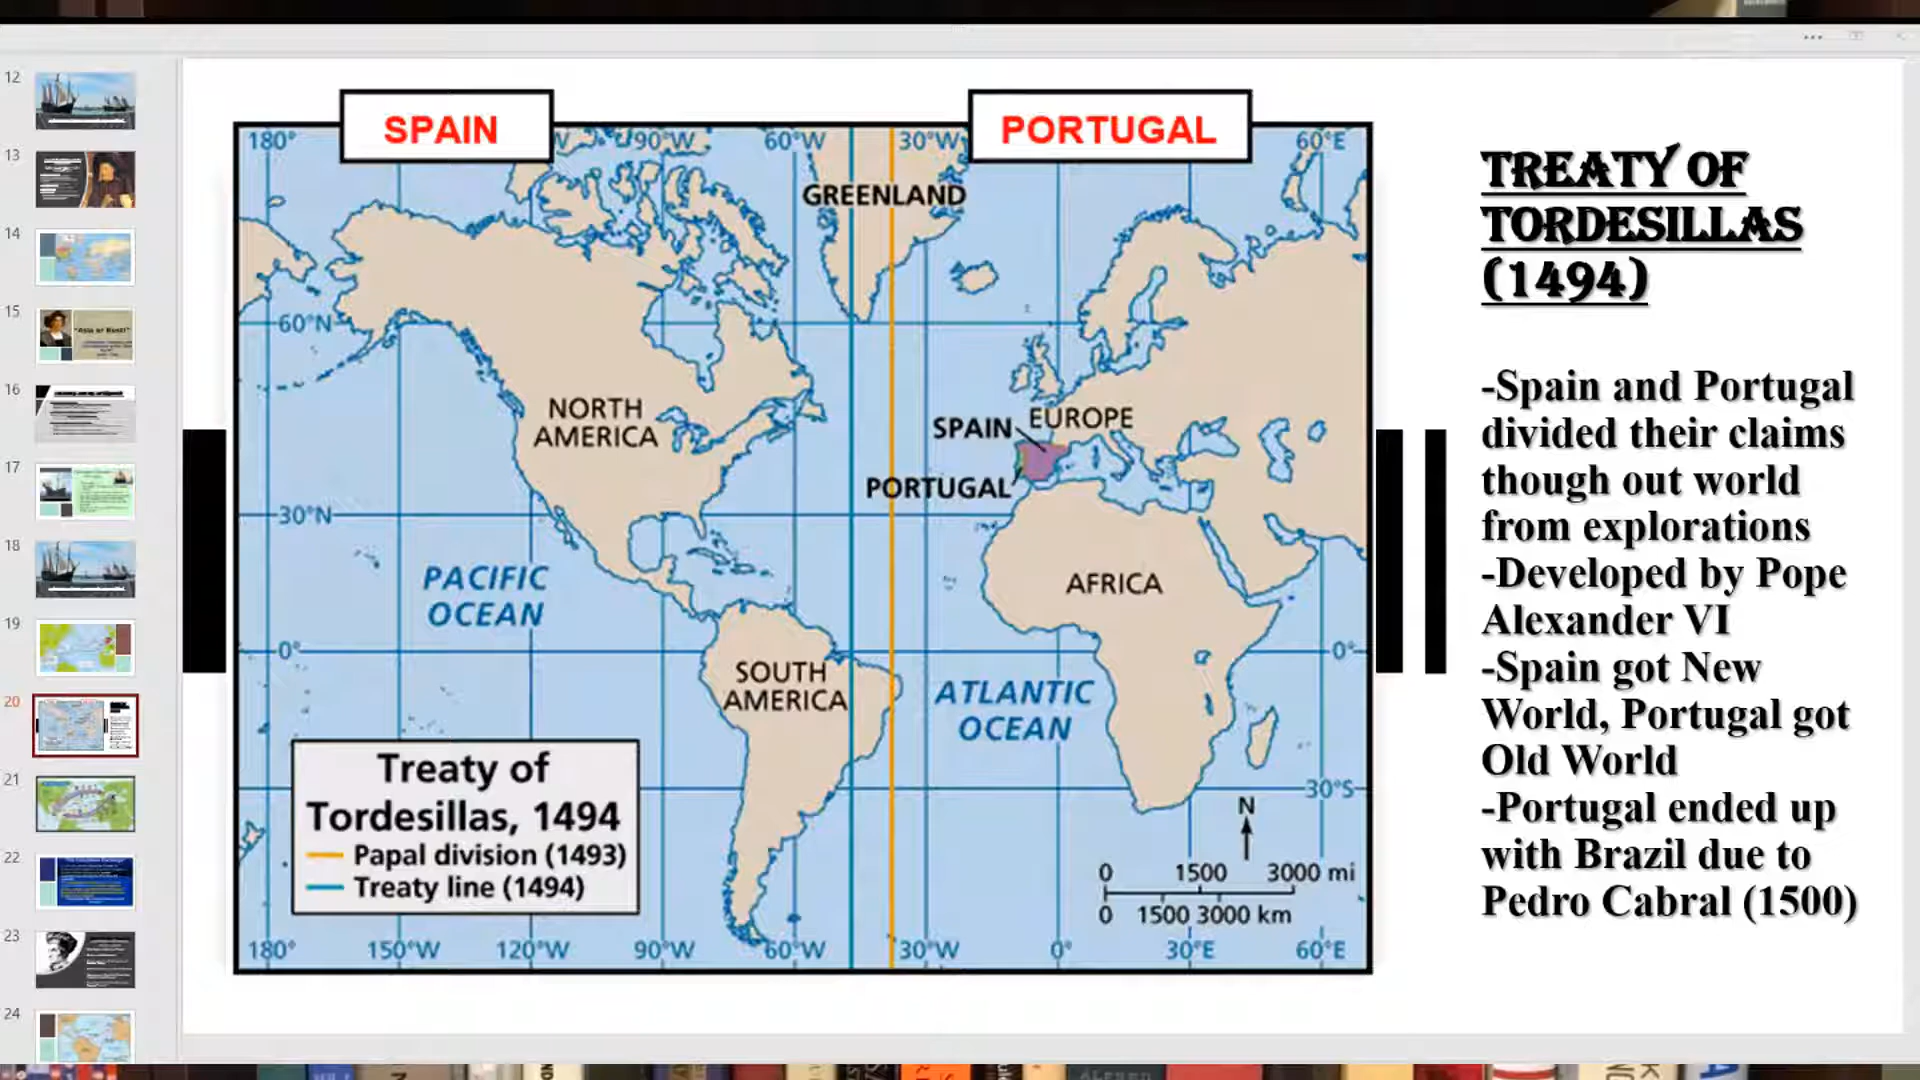 12
13
14
15
"Asia or Bust!"
16
17
18
19
20
21
22
23
24
SPAIN
PORTUGAL
180°
90°W
60°W
30°W
60°E
GREENLAND
60°N
NORTH
AMERICA
SPAIN
EUROPE
PORTUGAL
30°N
PACIFIC
OCEAN
AFRICA
0°
0°
SOUTH
AMERICA
ATLANTIC
OCEAN
30°S
Treaty of
Tordesillas, 1494
Papal division (1493)
Treaty line (1494)
N
0 1500 3000 mi
0 1500 3000 km
180° 150°W 120°W 90°W 60°W 30°W 0° 30°E 60°E
TREATY OF
TORDESILLAS
(1494)
-Spain and Portugal
divided their claims
though out world
from explorations
-Developed by Pope
Alexander VI
-Spain got New
World, Portugal got
Old World
-Portugal ended up
with Brazil due to
Pedro Cabral (1500)